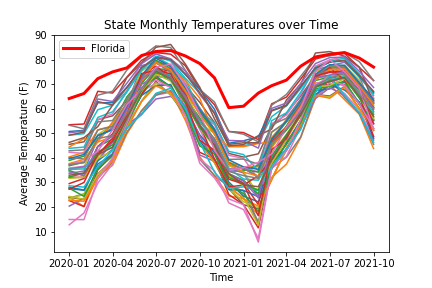 State Monthly Temperatures over Time
Florida
Average Temperature (F)
90
80
70
60
50
40
30
20
10
2020-01 2020-04 2020-07 2020-10 2021-01 2021-04 2021-07 2021-10
Time